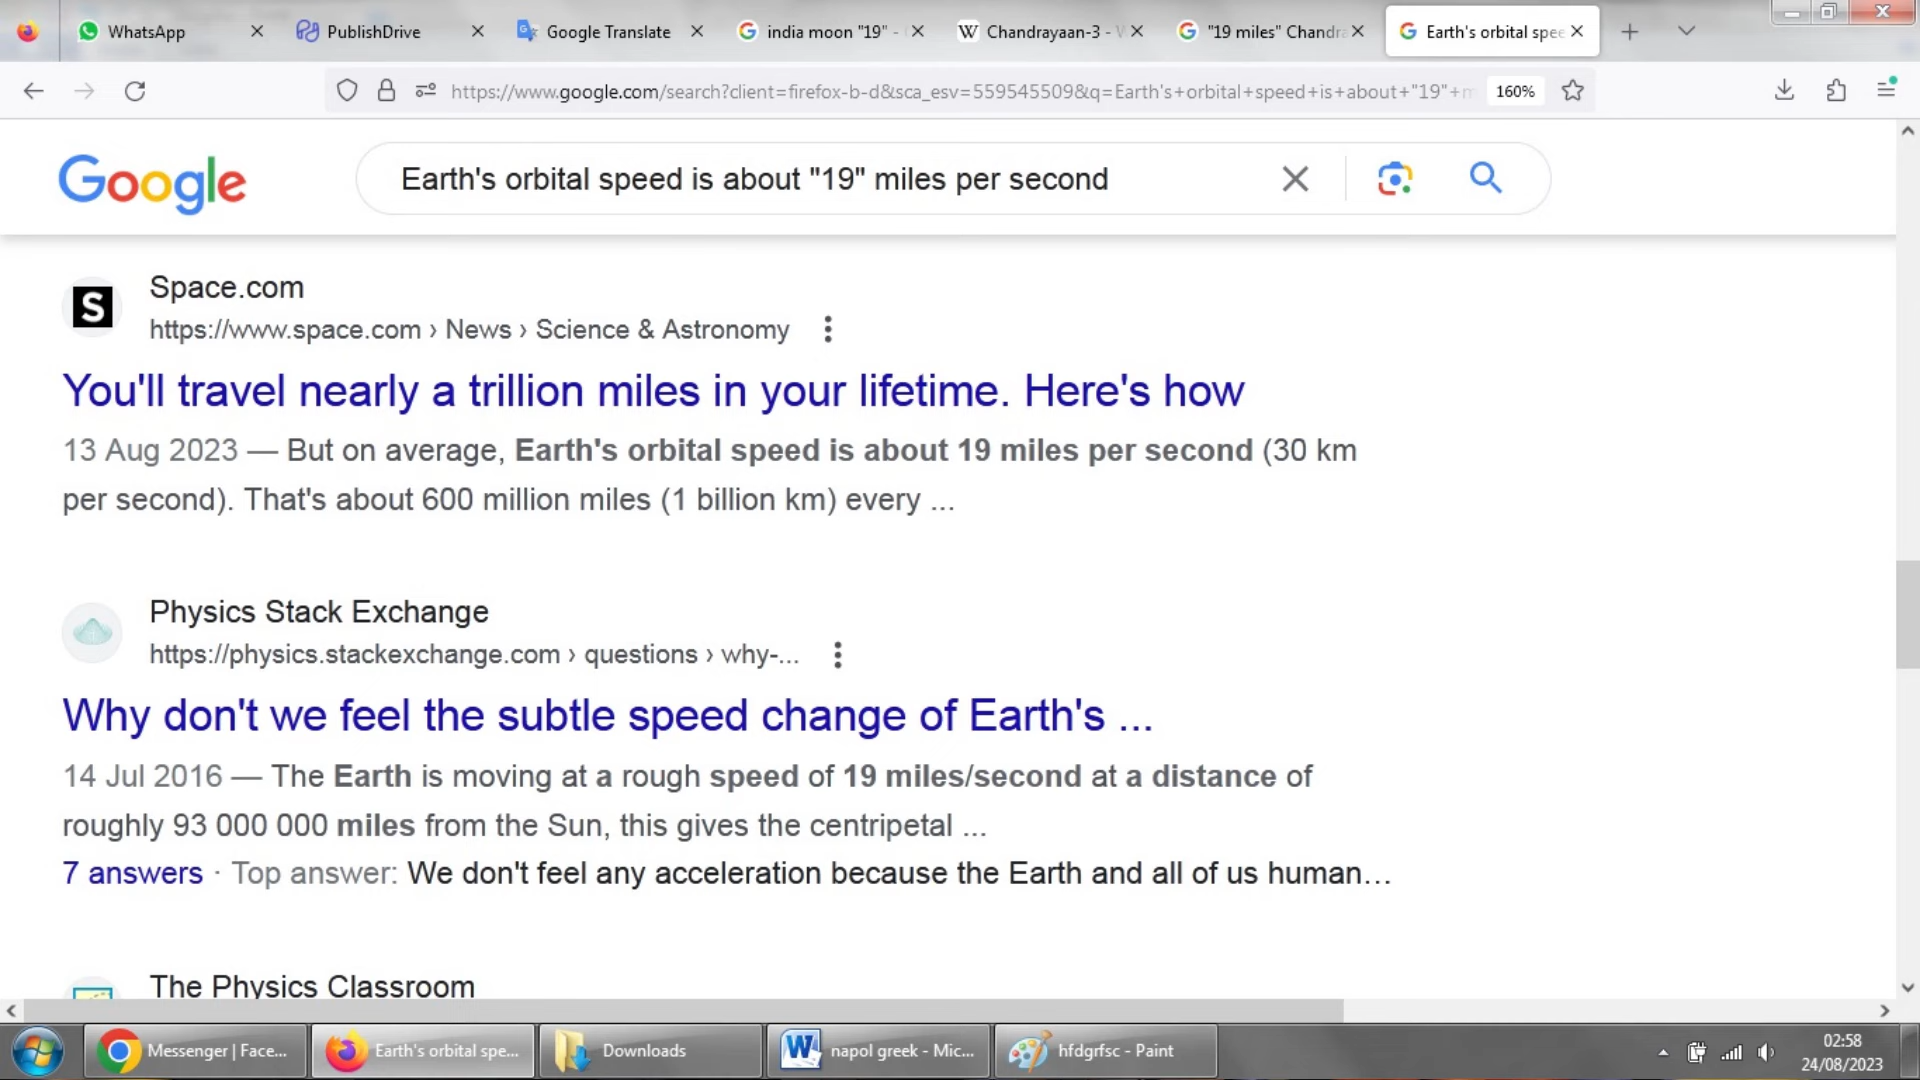 WhatsApp
PublishDrive
Google Translate
india moon "19" -
Chandrayaan-3 -
"19 miles" Chandra
Earth's orbital spee
https://www.google.com/search?client=firefox-b-d&sca_esv=559545509&q=Earth's+orbital+speed+is+about+"19"+m
160%
Google
Earth's orbital speed is about "19" miles per second
Space.com
https://www.space.com › News › Science & Astronomy
You'll travel nearly a trillion miles in your lifetime. Here's how
13 Aug 2023 — But on average, Earth's orbital speed is about 19 miles per second (30 km
per second). That's about 600 million miles (1 billion km) every ...
Physics Stack Exchange
https://physics.stackexchange.com › questions › why-...
Why don't we feel the subtle speed change of Earth's ...
14 Jul 2016 — The Earth is moving at a rough speed of 19 miles/second at a distance of
roughly 93 000 000 miles from the Sun, this gives the centripetal ...
7 answers · Top answer: We don't feel any acceleration because the Earth and all of us human...
The Physics Classroom
Messenger | Face...
Earth's orbital spe...
Downloads
napol greek - Mic...
hfdgrfsc - Paint
02:58
24/08/2023